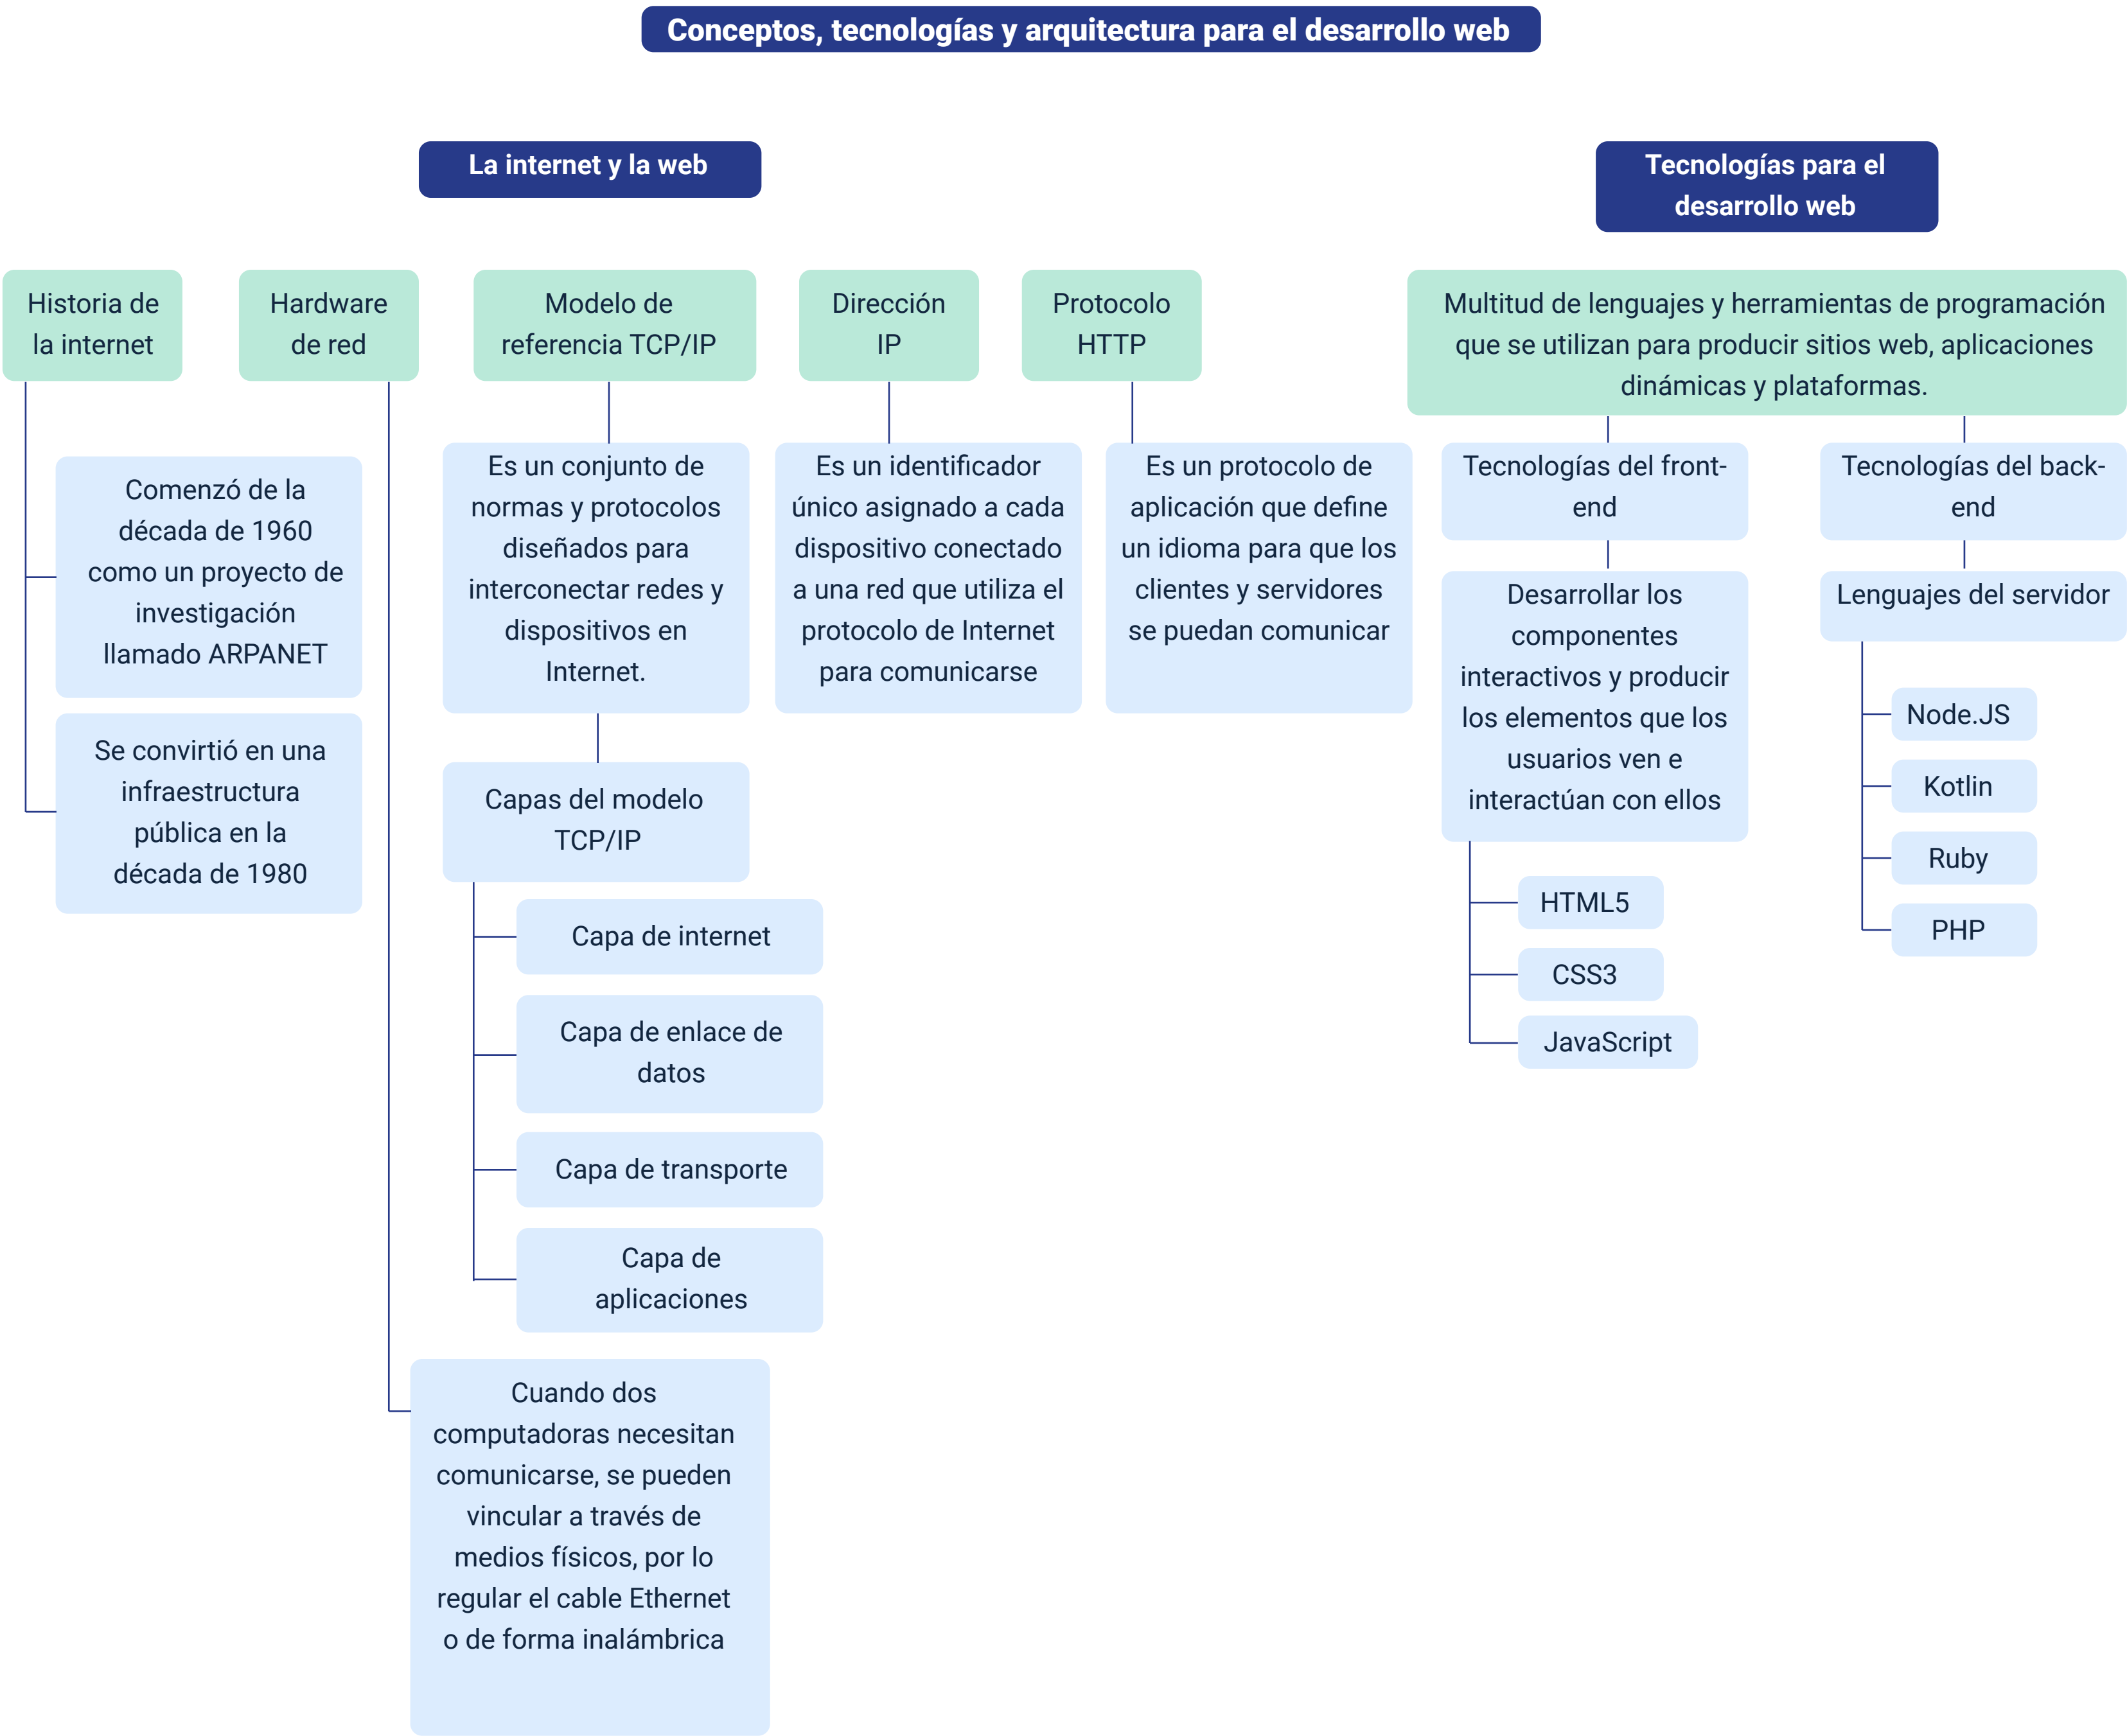 Conceptos, tecnologías y arquitectura para el desarrollo web
La internet y la web
Tecnologías para el
desarrollo web
Historia de
la internet
Hardware
de red
Modelo de
referencia TCP/IP
Dirección
IP
Protocolo
HTTP
Multitud de lenguajes y herramientas de programación
que se utilizan para producir sitios web, aplicaciones
dinámicas y plataformas.
Comenzó de la
década de 1960
como un proyecto de
investigación
llamado ARPANET
Se convirtió en una
infraestructura
pública en la
década de 1980
Es un conjunto de
normas y protocolos
diseñados para
interconectar redes y
dispositivos en
Internet.
Capas del modelo
TCP/IP
Capa de internet
Capa de enlace de
datos
Capa de transporte
Capa de
aplicaciones
Cuando dos
computadoras necesitan
comunicarse, se pueden
vincular a través de
medios físicos, por lo
regular el cable Ethernet
o de forma inalámbrica
Es un identificador
único asignado a cada
dispositivo conectado
a una red que utiliza el
protocolo de Internet
para comunicarse
Es un protocolo de
aplicación que define
un idioma para que los
clientes y servidores
se puedan comunicar
Tecnologías del front-
end
Desarrollar los
componentes
interactivos y producir
los elementos que los
usuarios ven e
interactúan con ellos
HTML5
CSS3
JavaScript
Tecnologías del back-
end
Lenguajes del servidor
Node.JS
Kotlin
Ruby
PHP